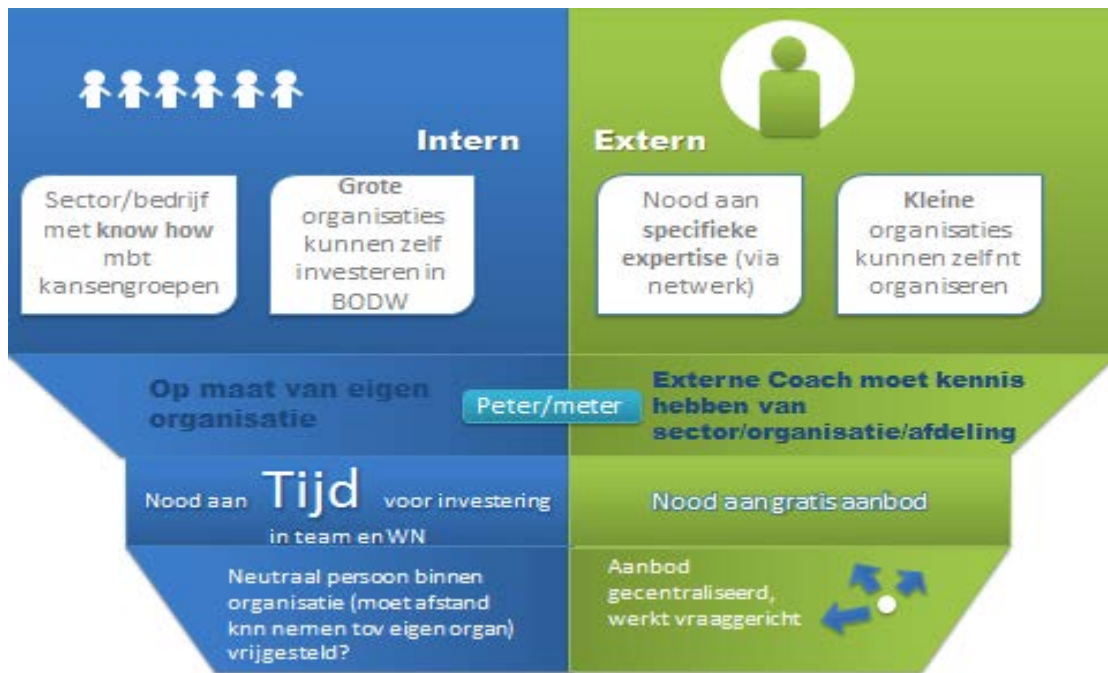 Intern
Extern
Sector/bedrijf
met know how
mbt
kansengroepen
Grote
organisaties
kunnen zelf
investeren in
BODW
Nood aan
specifieke
expertise (via
netwerk)
Kleine
organisaties
kunnen zelf nt
organiseren
Op maat van eigen
organisatie
Peter/meter
Externe Coach moet kennis
hebben van
sector/organisatie/afdeling
Nood aan Tijd voor investering
in team en WN
Nood aan gratis aanbod
Neutraal persoon binnen
organisatie (moet afstand
knn nemen tov eigen organ)
vrijgesteld?
Aanbod
gecentraliseerd,
werkt vraaggericht